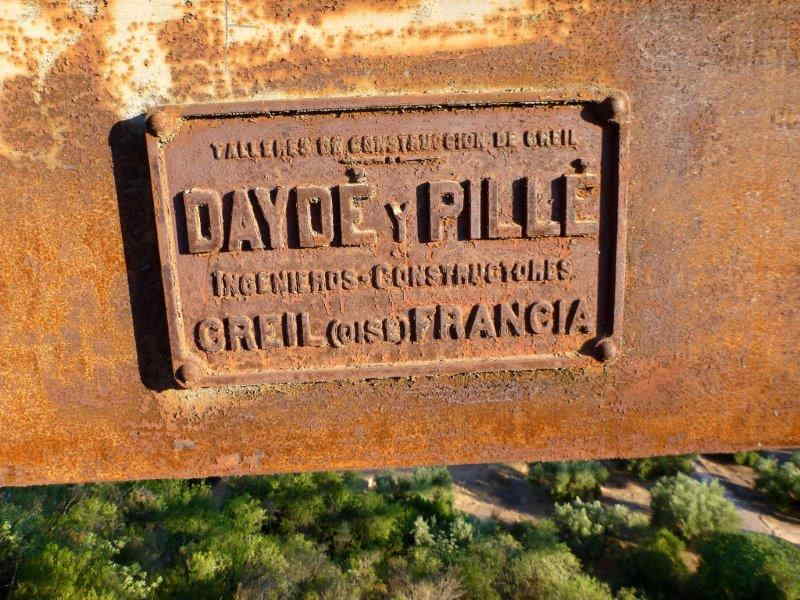 TALLERES DE CONSTRUCCION DE CREIL
DAYDÉ Y PILLÉ
INGENIEROS-CONSTRUCTORES
CREIL (OISE) FRANCIA